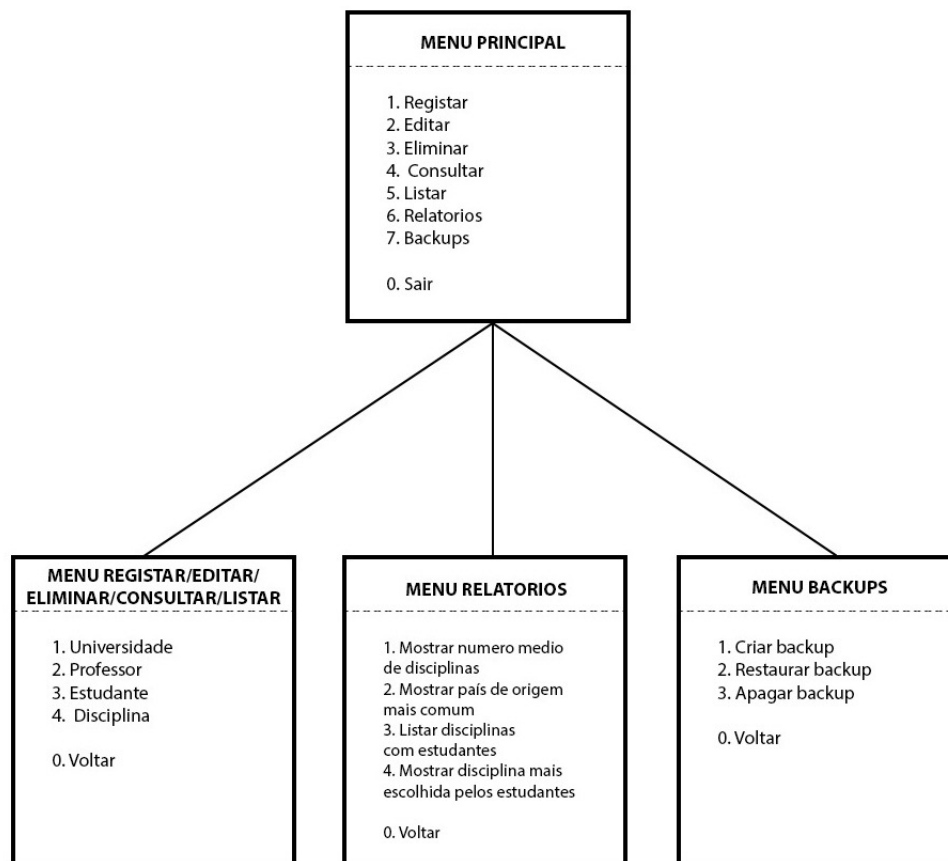 MENU PRINCIPAL
1. Registar
2. Editar
3. Eliminar
4. Consultar
5. Listar
6. Relatorios
7. Backups
0. Sair
MENU REGISTAR/EDITAR/
ELIMINAR/CONSULTAR/LISTAR
1. Universidade
2. Professor
3. Estudante
4. Disciplina
0. Voltar
MENU RELATORIOS
1. Mostrar numero medio
de disciplinas
2. Mostrar país de origem
mais comum
3. Listar disciplinas
com estudantes
4. Mostrar disciplina mais
escolhida pelos estudantes
0. Voltar
MENU BACKUPS
1. Criar backup
2. Restaurar backup
3. Apagar backup
0. Voltar